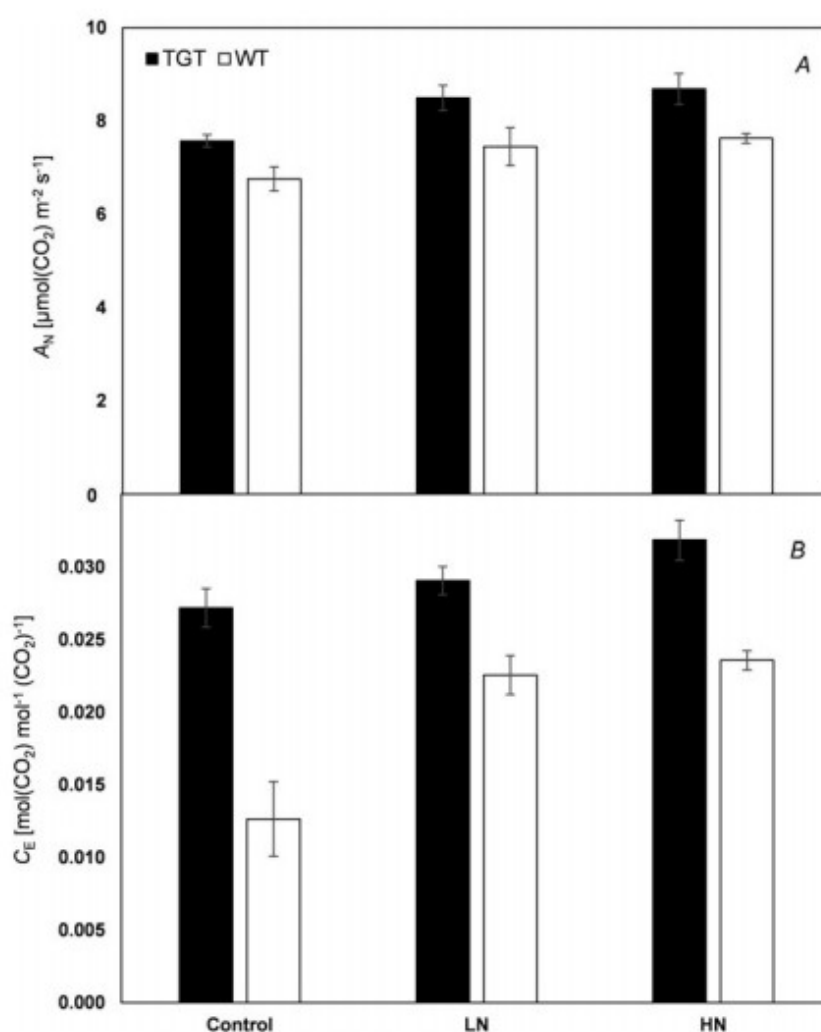 10
TGT WT
A
8
6
4
2
0
A_N [µmol(CO₂) m⁻² s⁻¹]
B
0.030
0.025
0.020
0.015
0.010
0.005
0.000
C_E [mol(CO₂) mol⁻¹ (CO₂)⁻¹]
Control LN HN